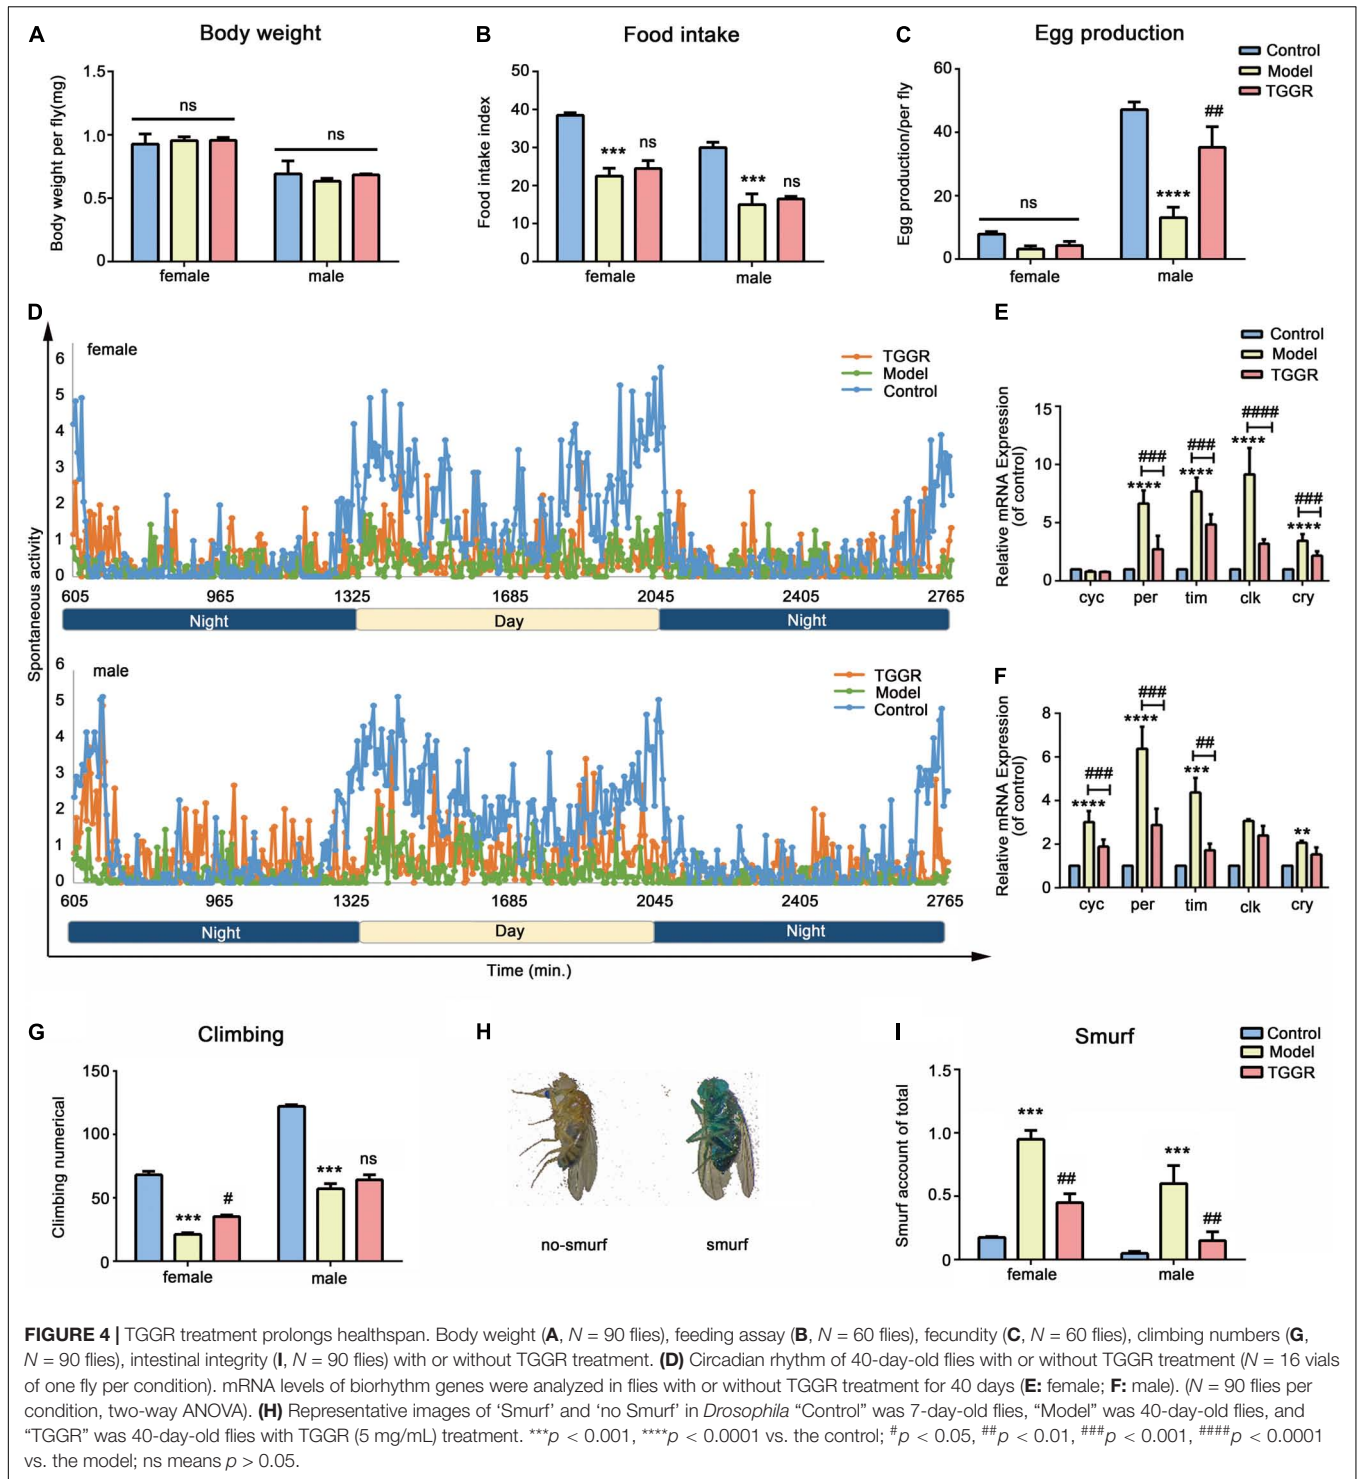 A
Body weight
Body weight per fly(mg)
1.5
1.0
0.5
0
ns
ns
female
male
B
Food intake
Food intake index
50
40
30
20
10
0
***
ns
***
ns
female
male
C
Egg production
Egg production/per fly
60
40
20
0
ns
****
##
female
male
Control
Model
TGGR
D
Spontaneous activity
female
6
5
4
3
2
1
0
TGGR
Model
Control
605
965
1325
1685
2045
2405
2765
Night
Day
Night
male
6
5
4
3
2
1
0
TGGR
Model
Control
605
965
1325
1685
2045
2405
2765
Night
Day
Night
Time (min.)
E
Control
Model
TGGR
Relative mRNA Expression
(of control)
15
10
5
0
****
###
****
###
****
####
****
###
cyc
per
tim
clk
cry
F
Relative mRNA Expression
(of control)
8
6
4
2
0
****
###
****
###
***
##
**
cyc
per
tim
clk
cry
G
Climbing
Climbing numerical
150
100
50
0
***
#
***
ns
female
male
H
no-smurf
smurf
I
Smurf
Smurf account of total
1.5
1.0
0.5
0
***
##
***
##
female
male
Control
Model
TGGR
FIGURE 4 | TGGR treatment prolongs healthspan. Body weight (A, N = 90 flies), feeding assay (B, N = 60 flies), fecundity (C, N = 60 flies), climbing numbers (G,
N = 90 flies), intestinal integrity (I, N = 90 flies) with or without TGGR treatment. (D) Circadian rhythm of 40-day-old flies with or without TGGR treatment (N = 16 vials
of one fly per condition). mRNA levels of biorhythm genes were analyzed in flies with or without TGGR treatment for 40 days (E: female; F: male). (N = 90 flies per
condition, two-way ANOVA). (H) Representative images of ‘Smurf’ and ‘no Smurf’ in Drosophila “Control” was 7-day-old flies, “Model” was 40-day-old flies, and
“TGGR” was 40-day-old flies with TGGR (5 mg/mL) treatment. ***p < 0.001, ****p < 0.0001 vs. the control; #p < 0.05, ##p < 0.01, ###p < 0.001, ####p < 0.0001
vs. the model; ns means p > 0.05.